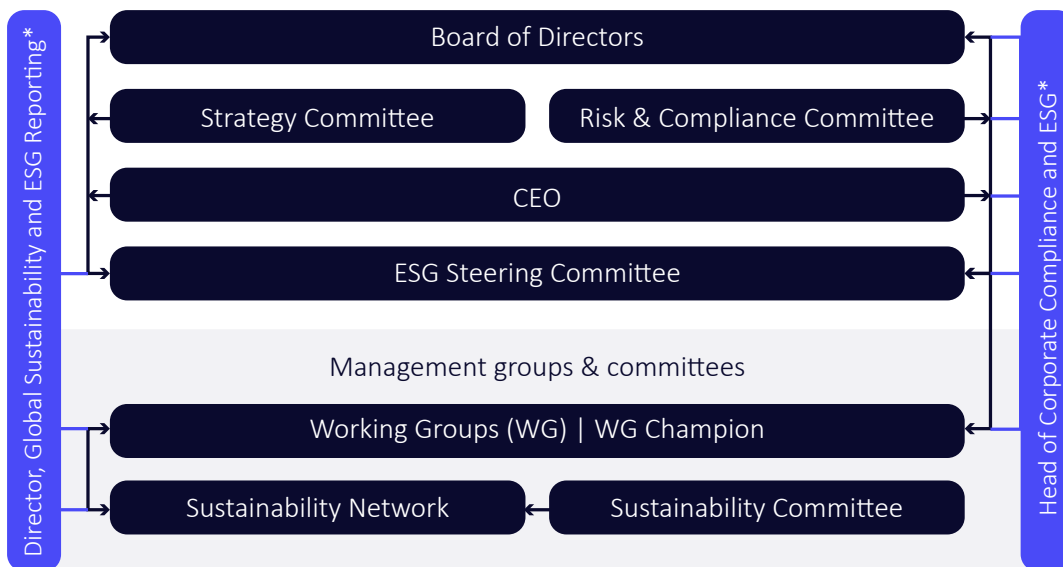 Director, Global Sustainability and ESG Reporting*
Board of Directors
Strategy Committee
Risk & Compliance Committee
CEO
ESG Steering Committee
Management groups & committees
Working Groups (WG) | WG Champion
Sustainability Network
Sustainability Committee
Head of Corporate Compliance and ESG*